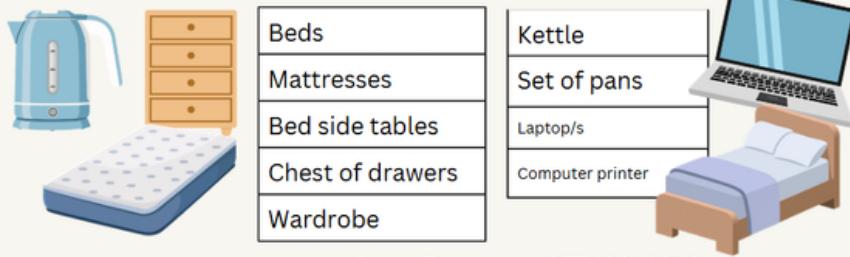 Beds
Mattresses
Bed side tables
Chest of drawers
Wardrobe
Kettle
Set of pans
Laptop/s
Computer printer